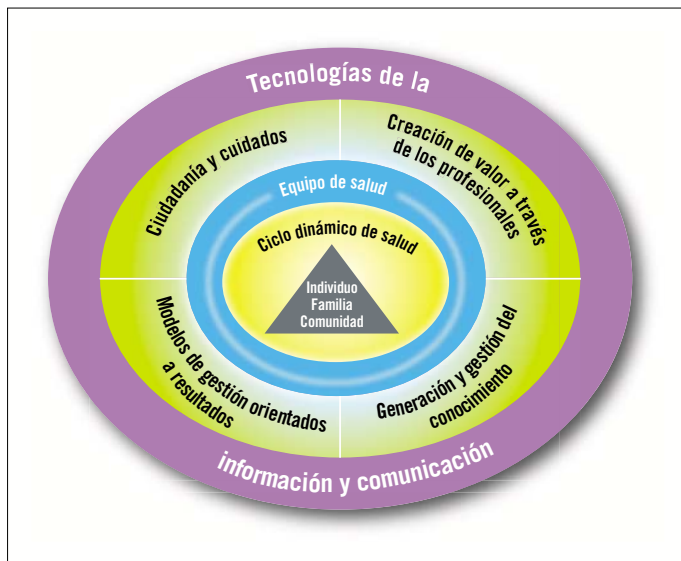 Tecnologías de la
Ciudadanía y cuidados
Creación de valor a través
de los profesionales
Equipo de salud
Ciclo dinámico de salud
Individuo
Familia
Comunidad
Modelos de gestión orientados
a resultados
Generación y gestión del
conocimiento
información y comunicación